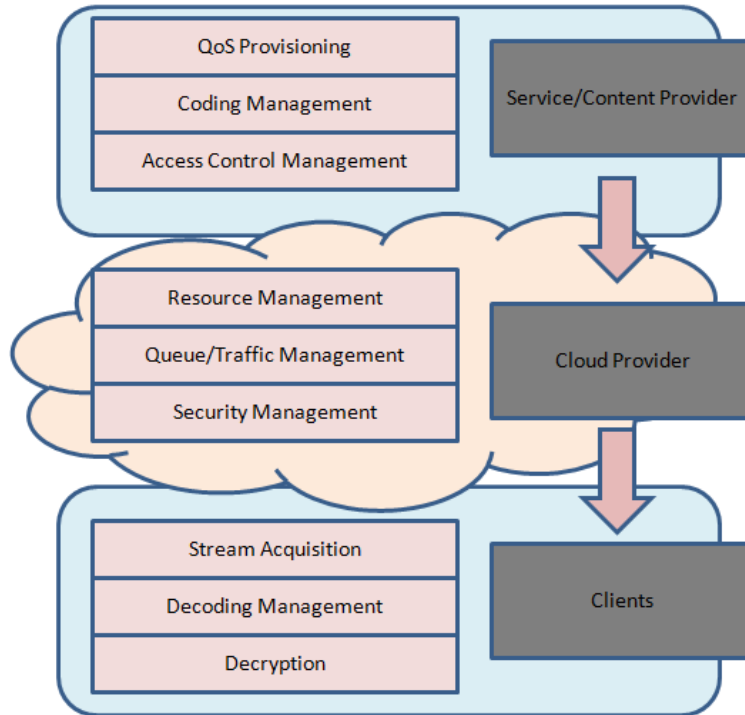 QoS Provisioning
Coding Management
Access Control Management
Service/Content Provider
Resource Management
Queue/Traffic Management
Security Management
Cloud Provider
Stream Acquisition
Decoding Management
Decryption
Clients